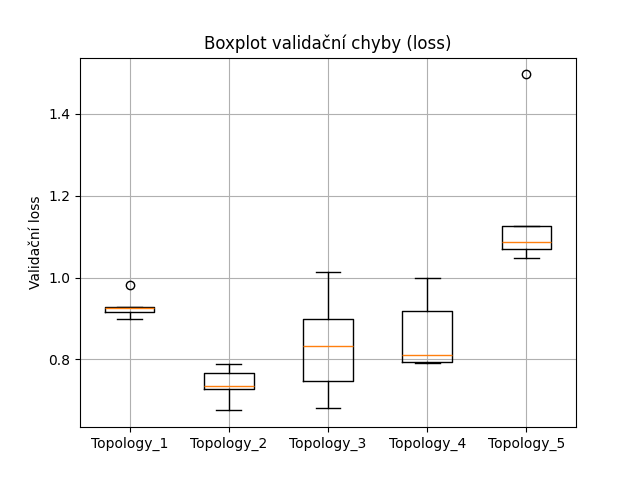 Boxplot validační chyby (loss)
Validační loss
1.4
1.2
1.0
0.8
Topology_1 Topology_2 Topology_3 Topology_4 Topology_5